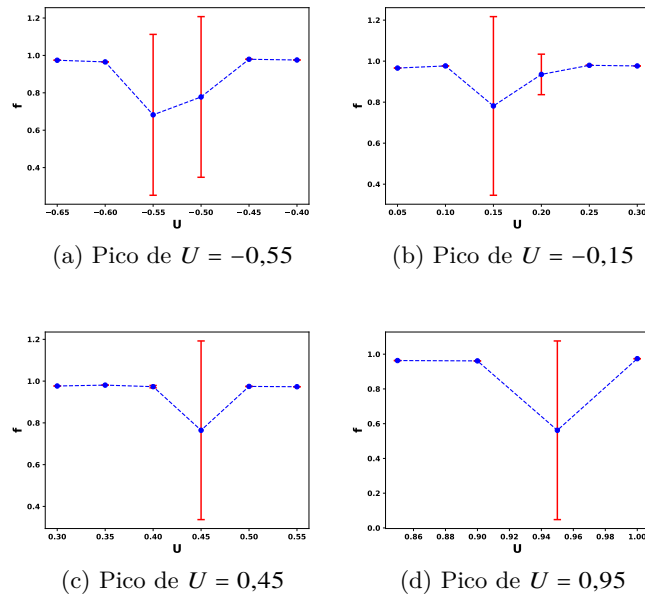 1.2
1.0
0.8
0.6
0.4
f
−0.65 −0.60 −0.55 −0.50 −0.45 −0.40
U
(a) Pico de U = −0,55
1.2
1.0
0.8
0.6
0.4
f
0.05 0.10 0.15 0.20 0.25 0.30
U
(b) Pico de U = −0,15
1.2
1.0
0.8
0.6
0.4
f
0.30 0.35 0.40 0.45 0.50 0.55
U
(c) Pico de U = 0,45
1.0
0.8
0.6
0.4
0.2
0.0
f
0.86 0.88 0.90 0.92 0.94 0.96 0.98 1.00
U
(d) Pico de U = 0,95